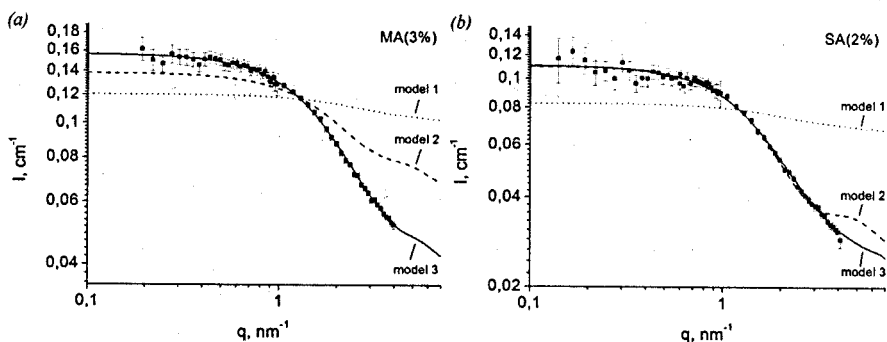 (a)
MA(3%)
0,18
0,16
0,14
0,12
0,1
0,08
0,06
0,04
I, cm⁻¹
model 1
model 2
model 3
0,1
1
q, nm⁻¹
(b)
SA(2%)
0,14
0,12
0,1
0,08
0,06
0,04
0,02
I, cm⁻¹
model 1
model 2
model 3
0,1
1
q, nm⁻¹